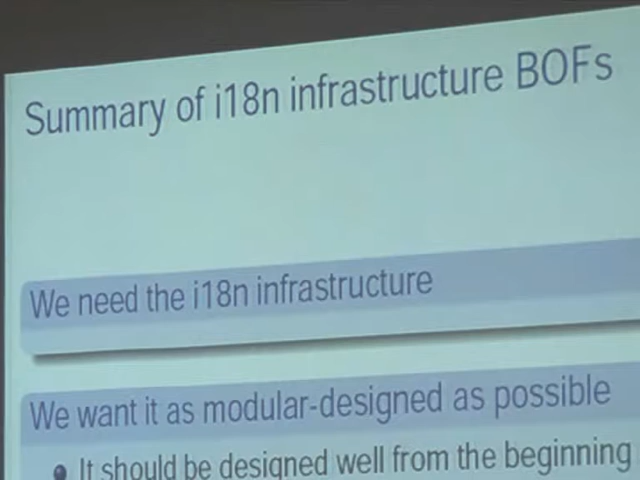 Summary of i18n infrastructure BOFs
We need the i18n infrastructure
We want it as modular-designed as possible
It should be designed well from the beginning